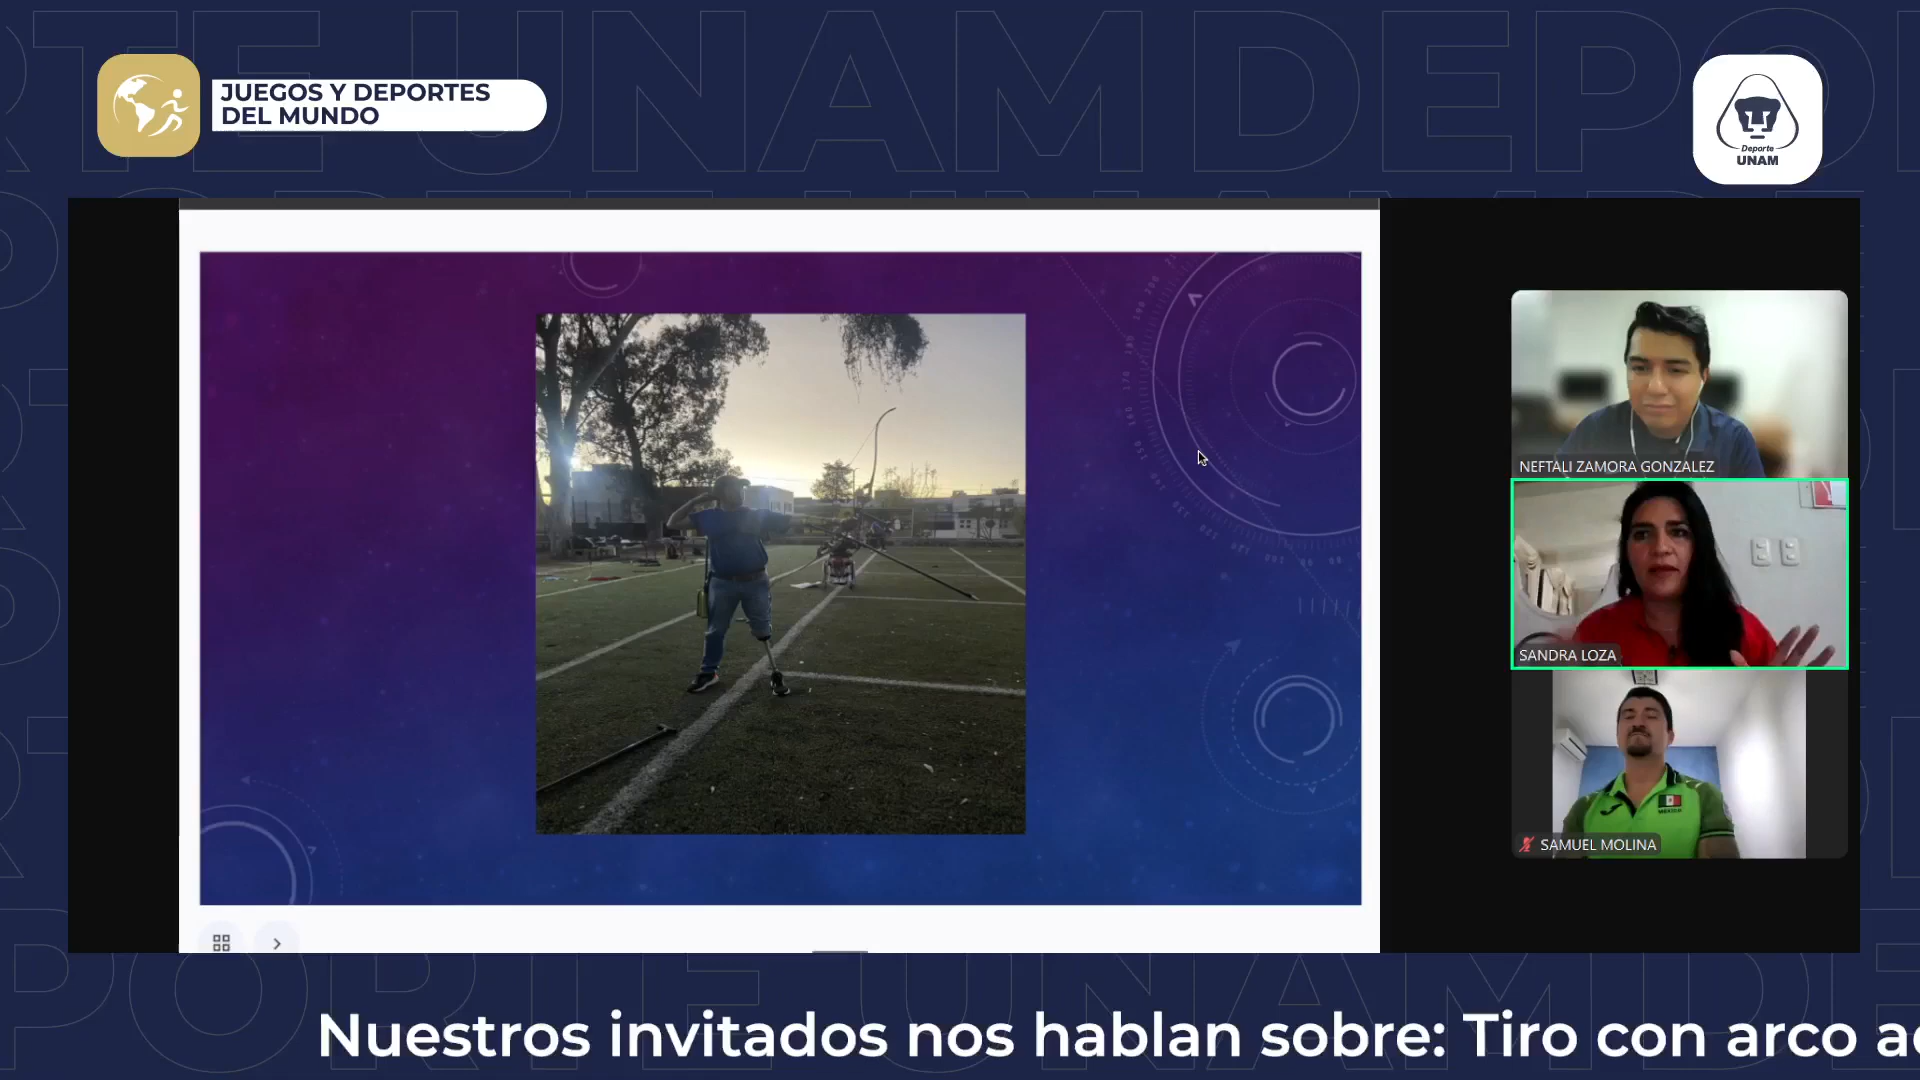 JUEGOS Y DEPORTES
DEL MUNDO
Deporte
UNAM
NEFTALI ZAMORA GONZALEZ
SANDRA LOZA
MÉXICO
SAMUEL MOLINA
Nuestros invitados nos hablan sobre: Tiro con arco